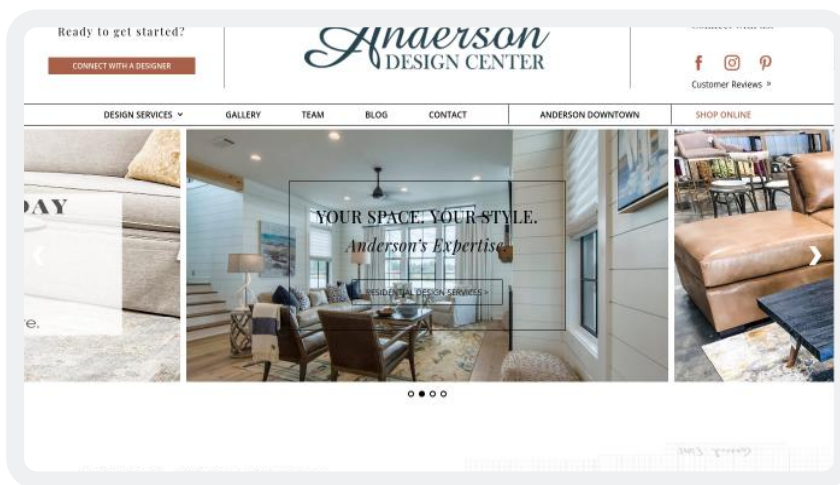 Ready to get started?
CONNECT WITH A DESIGNER
Anderson
DESIGN CENTER
Customer Reviews »
DESIGN SERVICES
GALLERY
TEAM
BLOG
CONTACT
ANDERSON DOWNTOWN
SHOP ONLINE
DAY
YOUR SPACE. YOUR STYLE.
Anderson's Expertise.
RESIDENTIAL DESIGN SERVICES >
e.